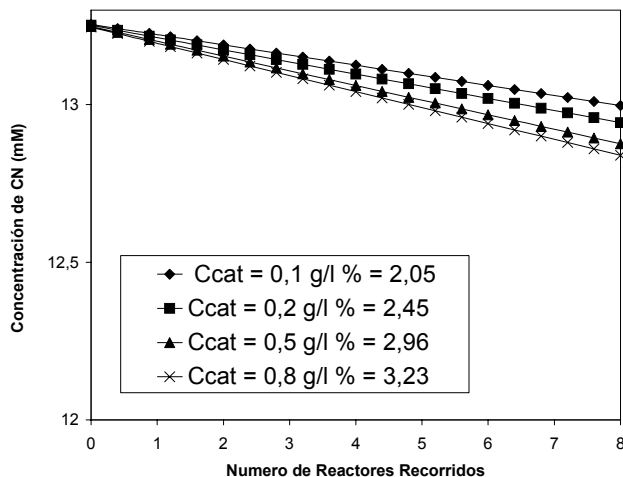 Concentración de CN (mM)
13
12,5
12
Ccat = 0,1 g/l % = 2,05
Ccat = 0,2 g/l % = 2,45
Ccat = 0,5 g/l % = 2,96
Ccat = 0,8 g/l % = 3,23
0 1 2 3 4 5 6 7 8
Numero de Reactores Recorridos